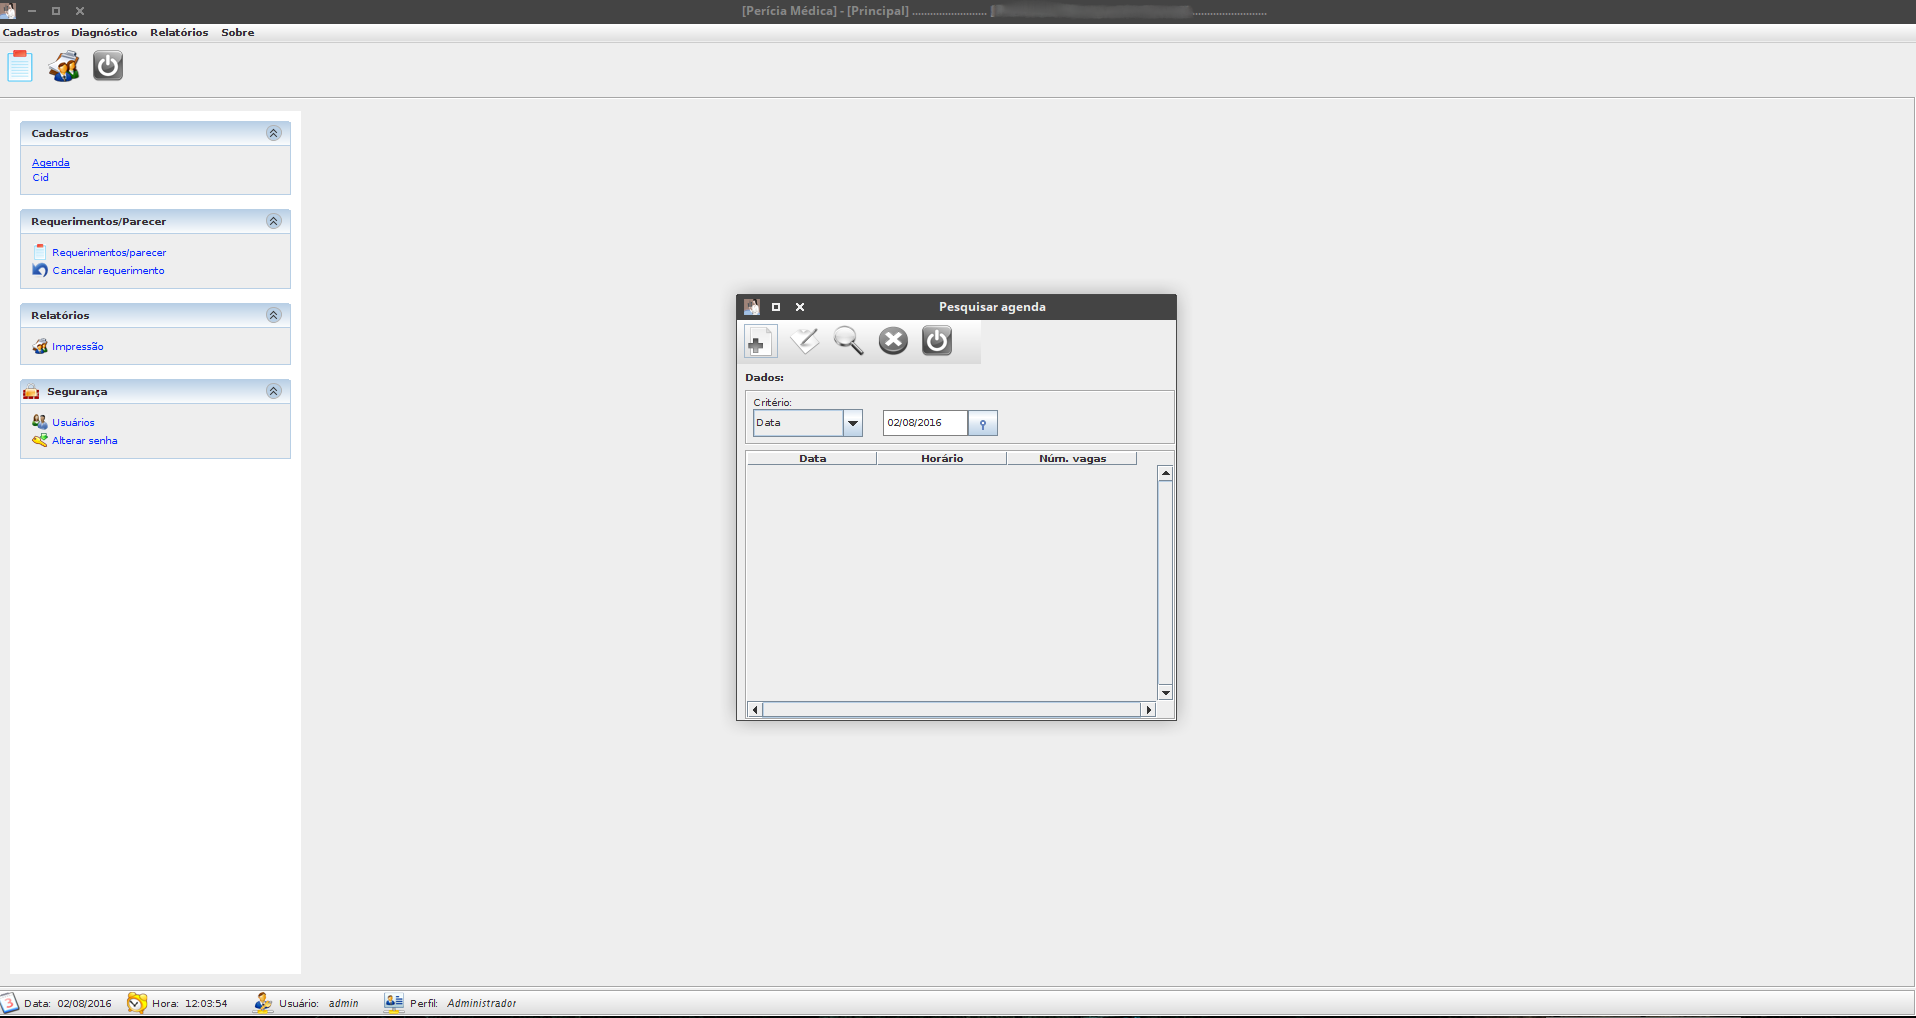 [Perícia Médica] - [Principal] ......................... [ .........................
Cadastros Diagnóstico Relatórios Sobre
Cadastros
Agenda
Cid
Requerimentos/Parecer
Requerimentos/parecer
Cancelar requerimento
Relatórios
Impressão
Segurança
Usuários
Alterar senha
Pesquisar agenda
Dados:
Critério:
Data 02/08/2016
Data Horário Núm. vagas
3 Data: 02/08/2016 Hora: 12:03:54 Usuário: admin Perfil: Administrador